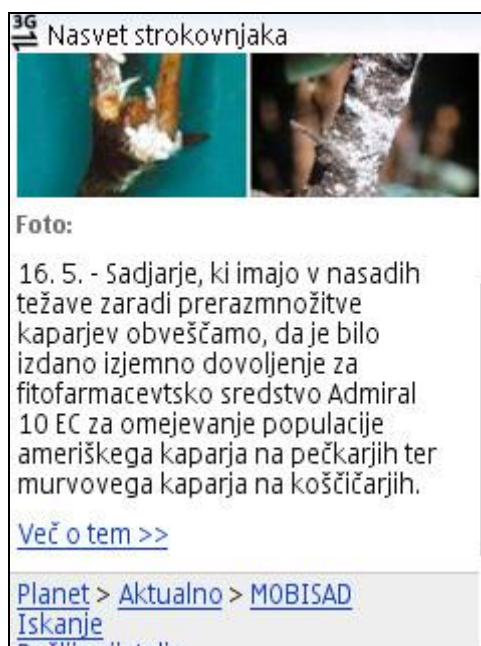 3G Nasvet strokovnjaka
Foto:
16. 5. - Sadjarje, ki imajo v nasadih
težave zaradi prerazmnožitve
kaparjev obveščamo, da je bilo
izdano izjemno dovoljenje za
fitofarmacevtsko sredstvo Admiral
10 EC za omejevanje populacije
ameriškega kaparja na pečkarjih ter
murvovega kaparja na koščičarjih.
Več o tem >>
Planet > Aktualno > MOBISAD
Iskanje